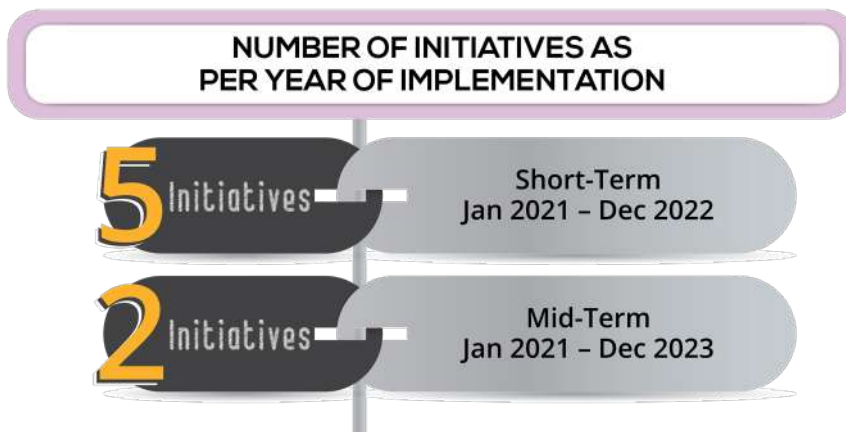 NUMBER OF INITIATIVES AS
PER YEAR OF IMPLEMENTATION
5 Initiatives
Short-Term
Jan 2021 – Dec 2022
2 Initiatives
Mid-Term
Jan 2021 – Dec 2023